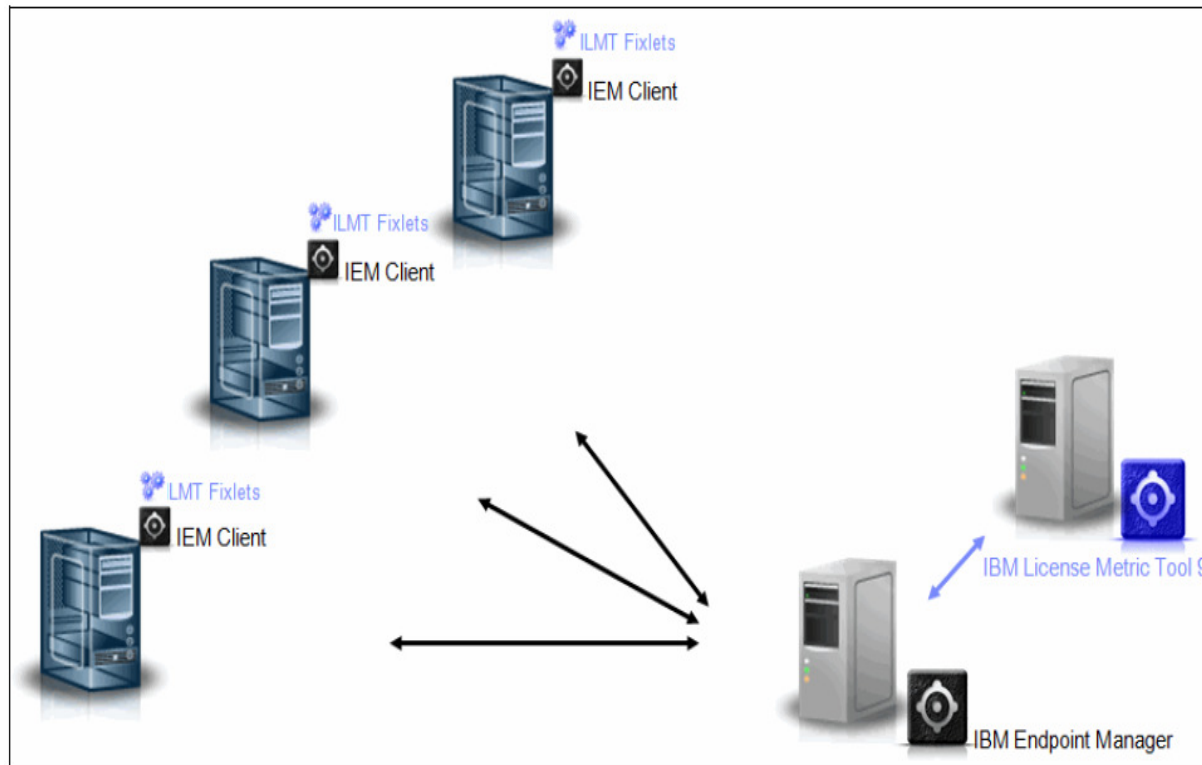 ILMT Fixlets
IEM Client
ILMT Fixlets
IEM Client
LMT Fixlets
IEM Client
IBM License Metric Tool 9
IBM Endpoint Manager